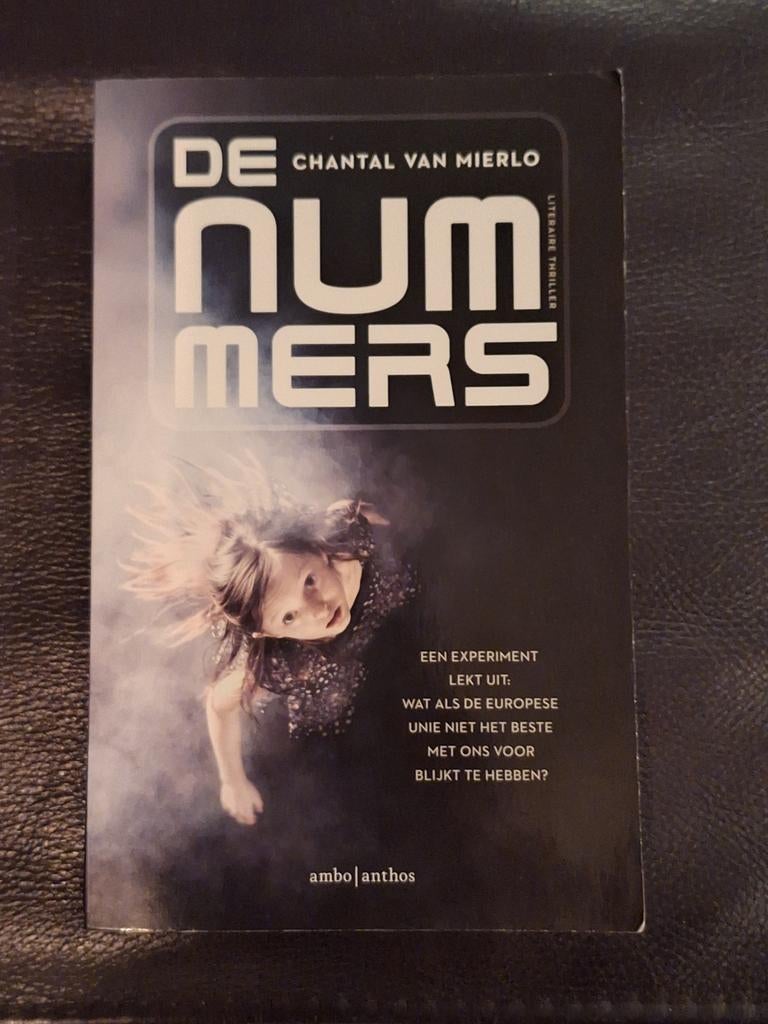 DE
CHANTAL VAN MIERLO
NUM
MERS
LITERAIRE THRILLER
EEN EXPERIMENT
LEKT UIT:
WAT ALS DE EUROPESE
UNIE NIET HET BESTE
MET ONS VOOR
BLIJKT TE HEBBEN?
ambo|anthos